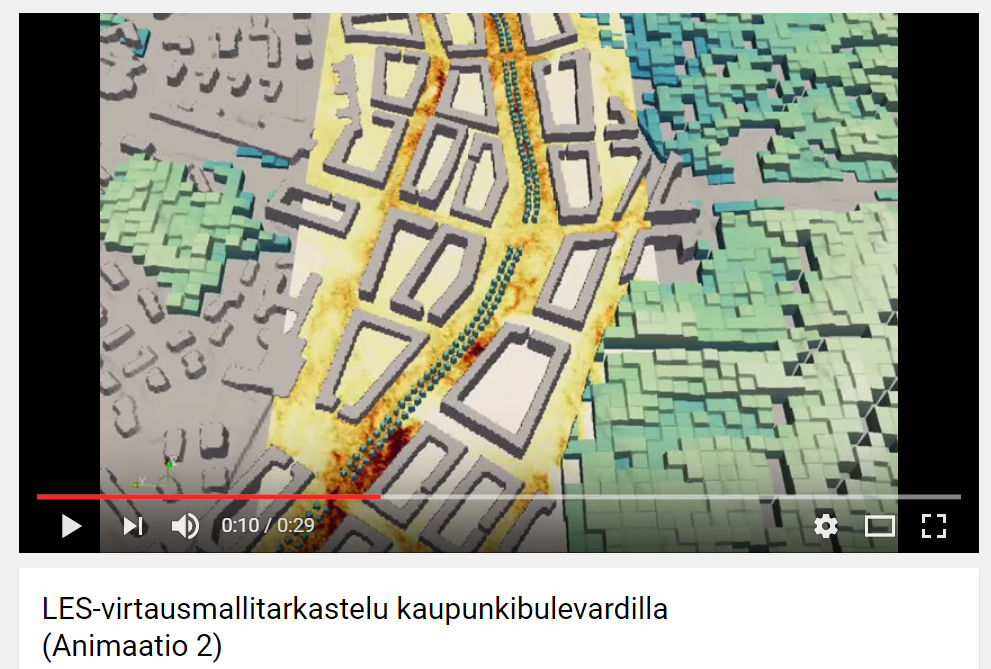 Y
0:10 / 0:29
LES-virtausmallitarkastelu kaupunkibulevardilla
(Animaatio 2)